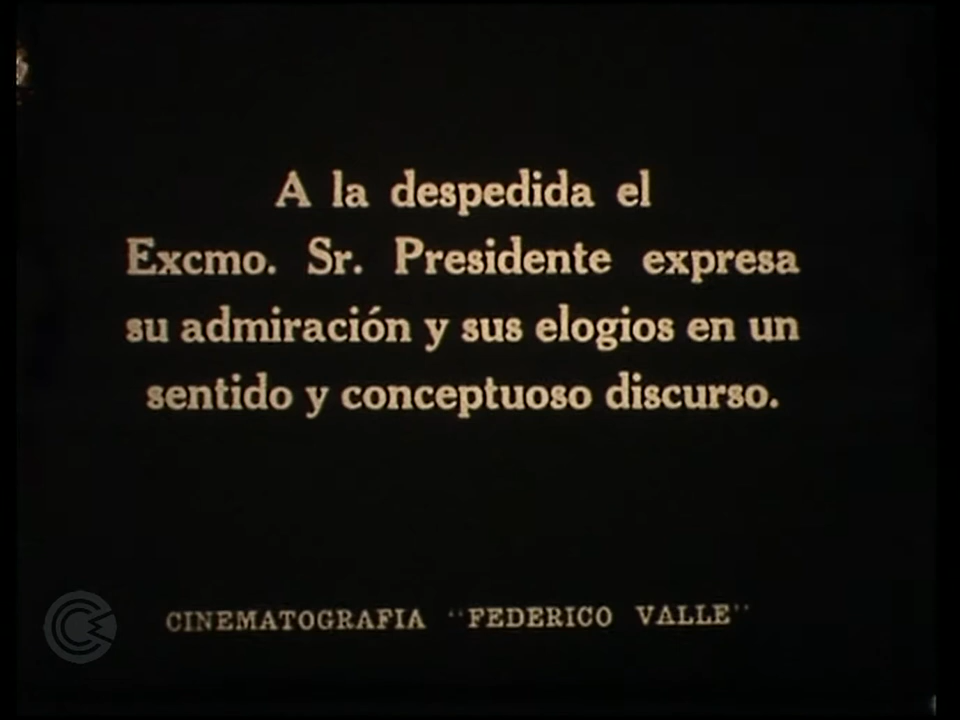 A la despedida el
Excmo. Sr. Presidente expresa
su admiración y sus elogios en un
sentido y conceptuoso discurso.
CINEMATOGRAFIA "FEDERICO VALLE"